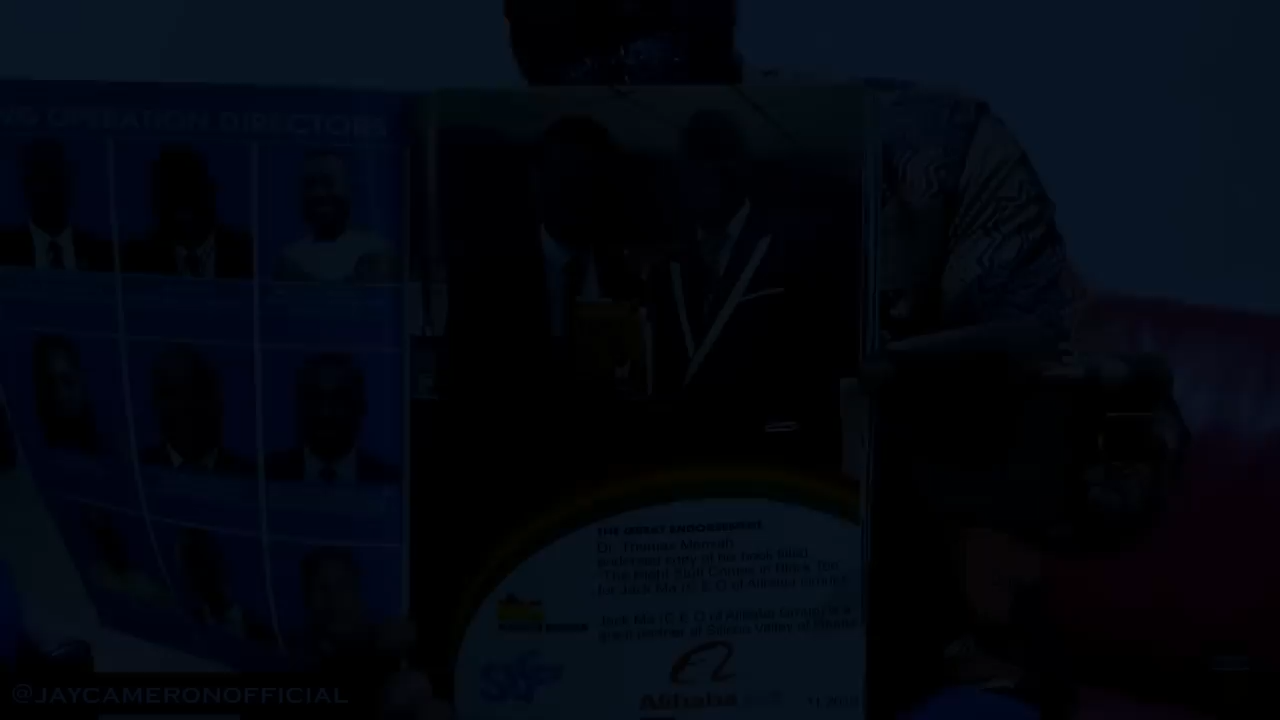 OPERATION DIRECTORS
THE GREAT ENDORSEMENT
Dr. Thomas Mensah
endorsed copy of his book titled
"The Right Stuff Comes in Black Too"
for Jack Ma (C E O of Alibaba Group)
Jack Ma (C E O of Alibaba Group) is a
great partner of Silicon Valley of Ghana
Alibaba
@JAYCAMERONOFFICIAL